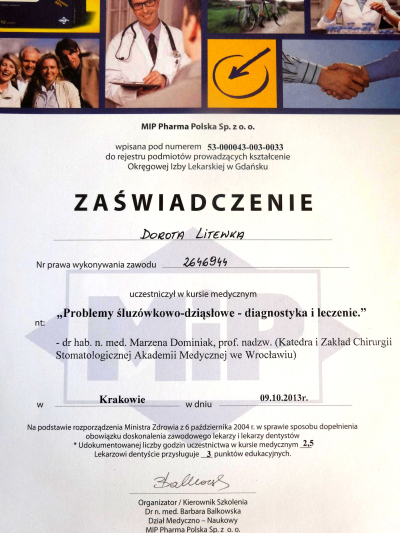 MIP Pharma Polska Sp. z o. o.
wpisana pod numerem 53-000043-003-0033
do rejestru podmiotów prowadzących kształcenie
Okręgowej Izby Lekarskiej w Gdańsku
ZAŚWIADCZENIE
DOROTA LITEWKA
Nr prawa wykonywania zawodu 2646944
uczestniczył w kursie medycznym
nt: „Problemy śluzówkowo-dziąsłowe - diagnostyka i leczenie.”
- dr hab. n. med. Marzena Dominiak, prof. nadzw. (Katedra i Zakład Chirurgii
Stomatologicznej Akademii Medycznej we Wrocławiu)
w Krakowie w dniu 09.10.2013r.
Na podstawie rozporządzenia Ministra Zdrowia z 6 października 2004 r. w sprawie sposobu dopełnienia
obowiązku doskonalenia zawodowego lekarzy i lekarzy dentystów
* Udokumentowanej liczby godzin uczestnictwa w kursie medycznym 2,5
Lekarzowi dentyście przysługuje 3 punktów edukacyjnych.
Organizator / Kierownik Szkolenia
Dr n. med. Barbara Balkowska
Dział Medyczno – Naukowy
MIP Pharma Polska Sp. z o. o.
MIP